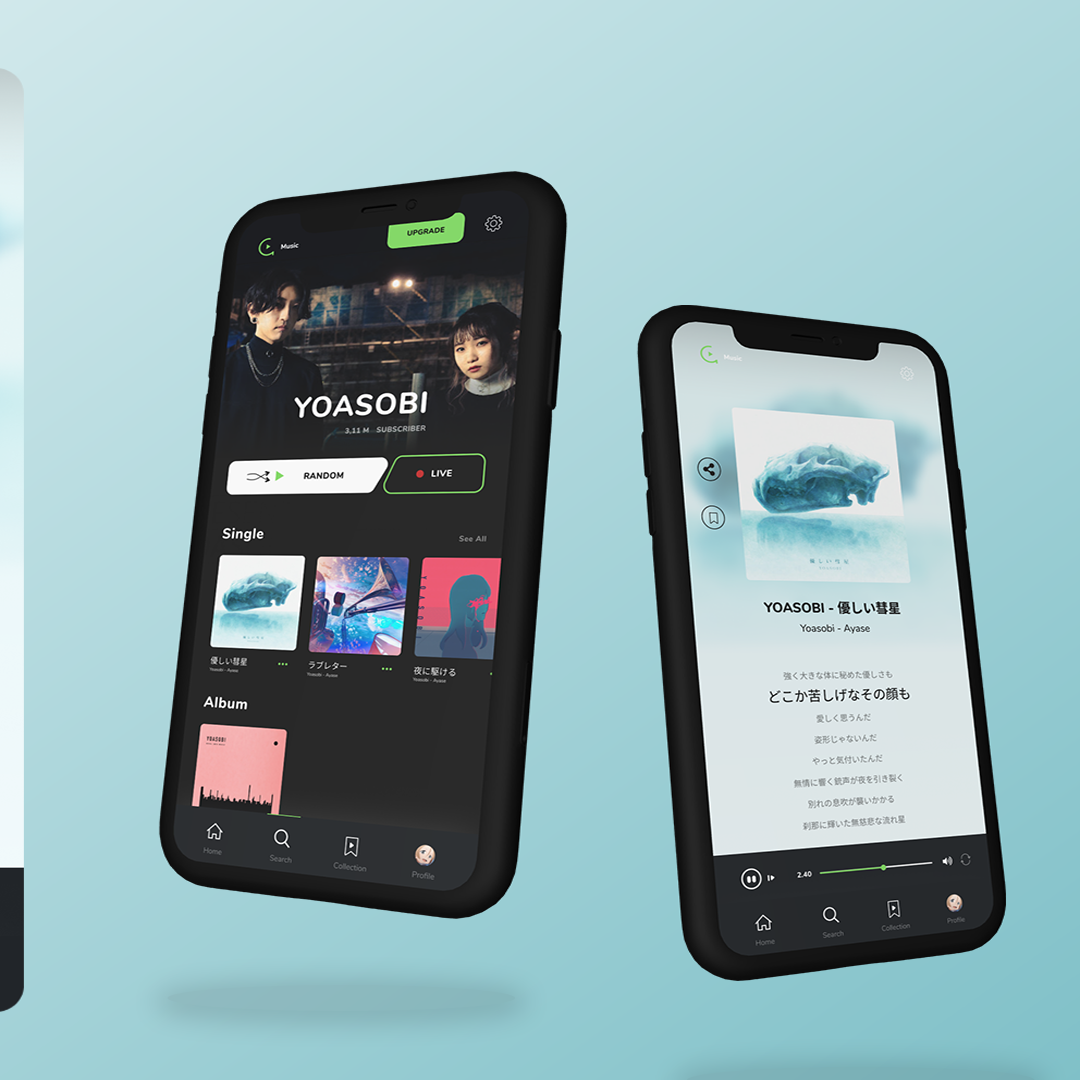 Music
UPGRADE
YOASOBI
3,11 M SUBSCRIBER
RANDOM
LIVE
Single
See All
優しい彗星
Yoasobi - Ayase
ラブレター
Yoasobi - Ayase
夜に駆ける
Yoasobi - Ayase
YOASOBI
Album
YOASOBI
Home
Search
Collection
Profile
Music
優しい彗星
YOASOBI - 優しい彗星
Yoasobi - Ayase
強く大きな体に秘めた優しさも
どこか苦しげなその顔も
愛しく思うんだ
姿形じゃないんだ
やっと気付いたんだ
無情に響く銃声が夜を引き裂く
別れの息吹が襲いかかる
刹那に輝いた無慈悲な流れ星
2.40
Home
Search
Collection
Profile